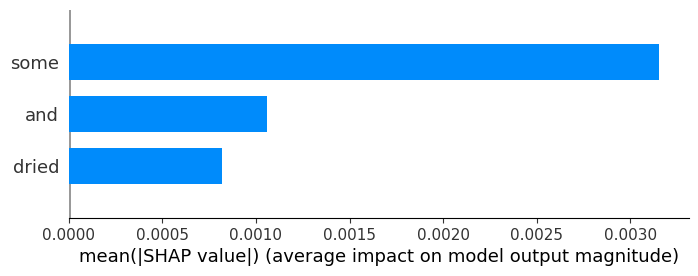 some
and
dried
0.0000 0.0005 0.0010 0.0015 0.0020 0.0025 0.0030
mean(|SHAP value|) (average impact on model output magnitude)